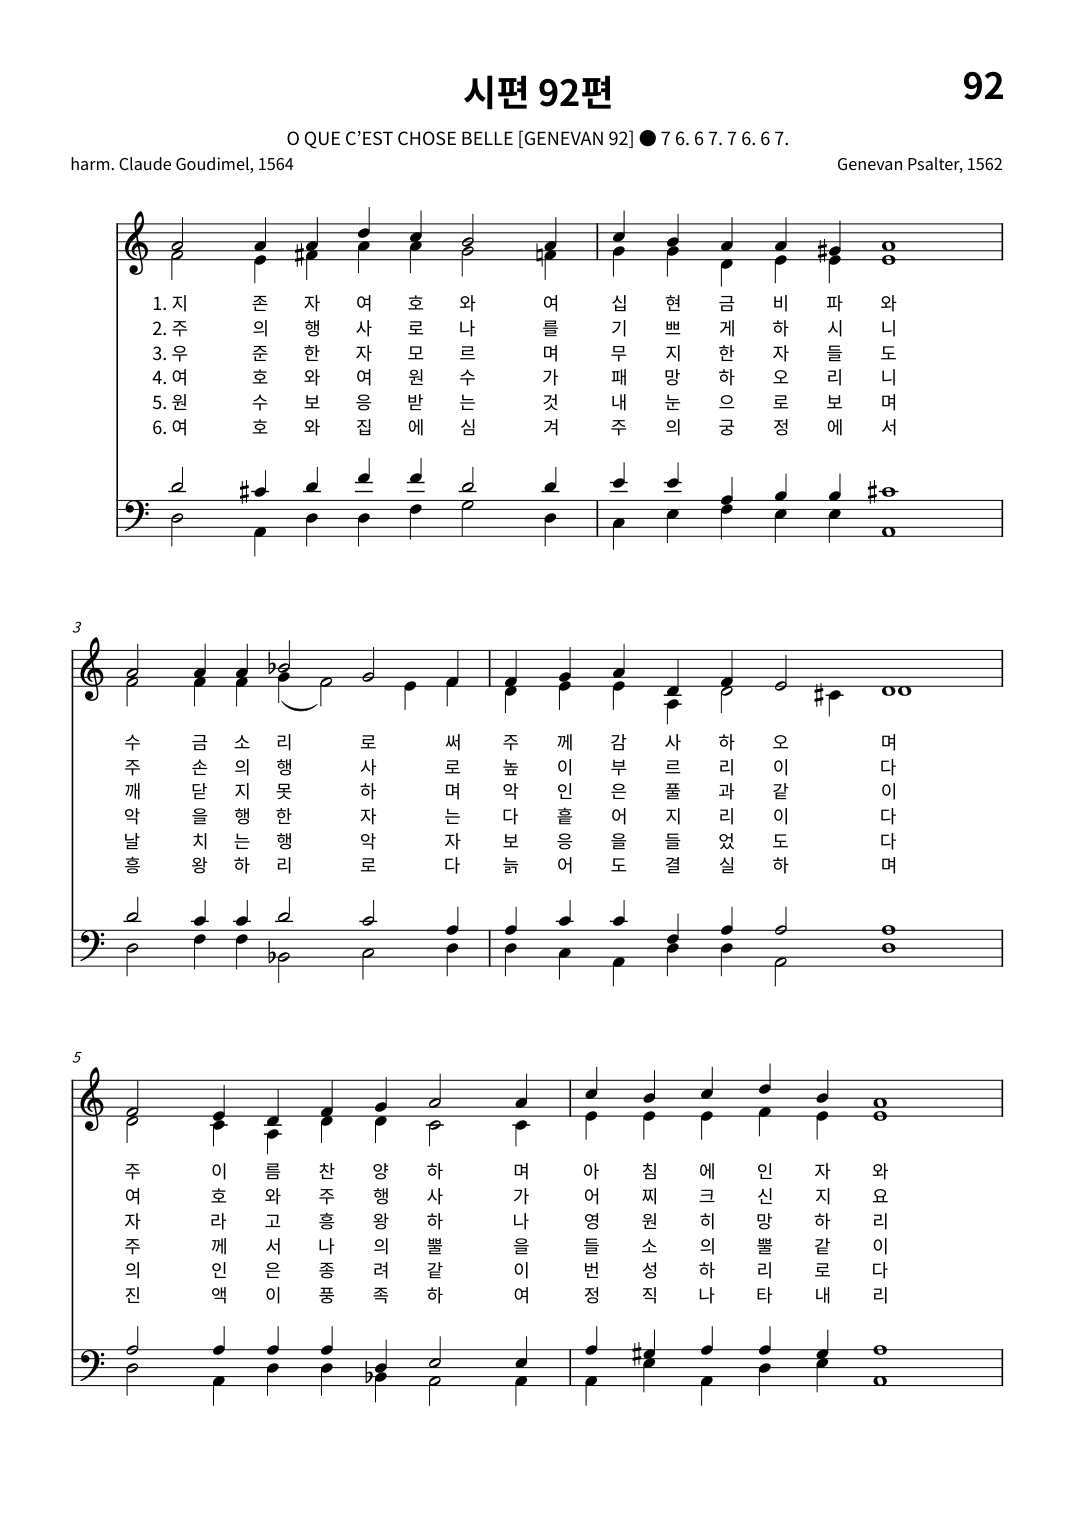 시편 92편
92
O QUE C’EST CHOSE BELLE [GENEVAN 92] ● 7 6. 6 7. 7 6. 6 7.
harm. Claude Goudimel, 1564
Genevan Psalter, 1562
1. 지 존 자 여 호 와 여 십 현 금 비 파 와
2. 주 의 행 사 로 나 를 기 쁘 게 하 시 니
3. 우 준 한 자 모 르 며 무 지 한 자 들 도
4. 여 호 와 여 원 수 가 패 망 하 오 리 니
5. 원 수 보 응 받 는 것 내 눈 으 로 보 며
6. 여 호 와 집 에 심 겨 주 의 궁 정 에 서
3
수 금 소 리 로 써 주 께 감 사 하 오 며
주 손 의 행 사 로 높 이 부 르 리 이 다
깨 닫 지 못 하 며 악 인 은 풀 과 같 이
악 을 행 한 자 는 다 흩 어 지 리 이 다
날 치 는 행 악 자 보 응 을 들 었 도 다
흥 왕 하 리 로 다 늙 어 도 결 실 하 며
5
주 이 름 찬 양 하 며 아 침 에 인 자 와
여 호 와 주 행 사 가 어 찌 크 신 지 요
자 라 고 흥 왕 하 나 영 원 히 망 하 리
주 께 서 나 의 뿔 을 들 소 의 뿔 같 이
의 인 은 종 려 같 이 번 성 하 리 로 다
진 액 이 풍 족 하 여 정 직 나 타 내 리